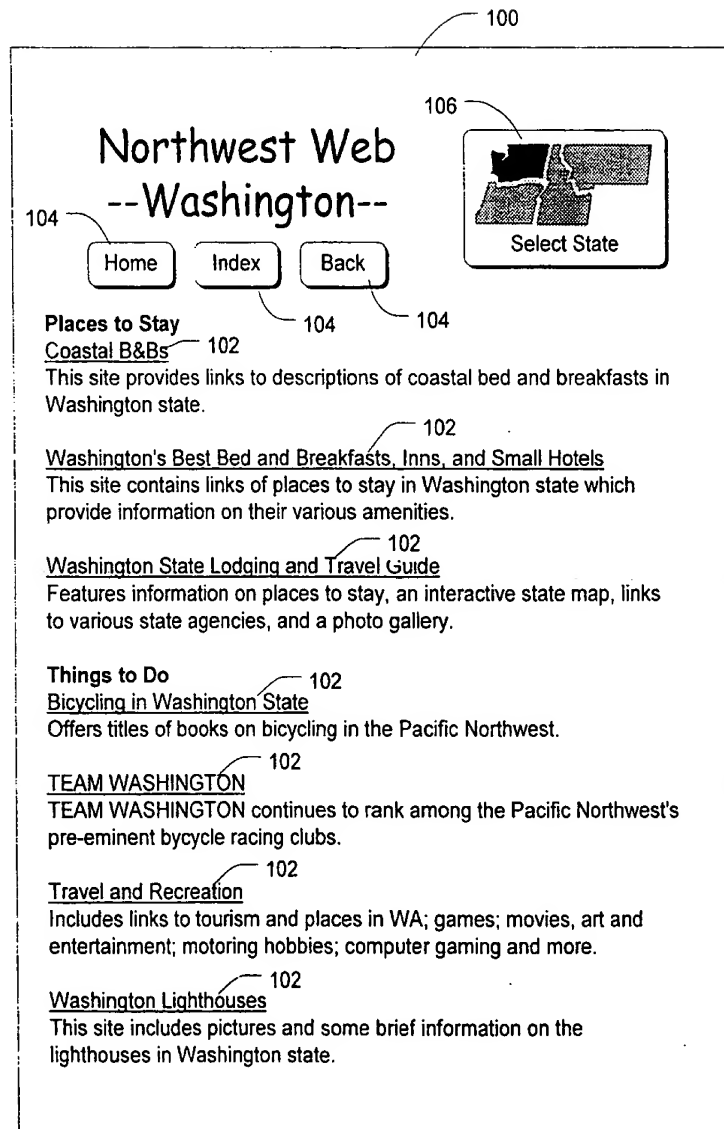 100
106
Northwest Web
--Washington--
Select State
104
Home
Index
Back
104
104
Places to Stay
Coastal B&Bs
102
This site provides links to descriptions of coastal bed and breakfasts in
Washington state.
102
Washington's Best Bed and Breakfasts, Inns, and Small Hotels
This site contains links of places to stay in Washington state which
provide information on their various amenities.
102
Washington State Lodging and Travel Guide
Features information on places to stay, an interactive state map, links
to various state agencies, and a photo gallery.
Things to Do
102
Bicycling in Washington State
Offers titles of books on bicycling in the Pacific Northwest.
102
TEAM WASHINGTON
TEAM WASHINGTON continues to rank among the Pacific Northwest's
pre-eminent bycycle racing clubs.
102
Travel and Recreation
Includes links to tourism and places in WA; games; movies, art and
entertainment; motoring hobbies; computer gaming and more.
102
Washington Lighthouses
This site includes pictures and some brief information on the
lighthouses in Washington state.